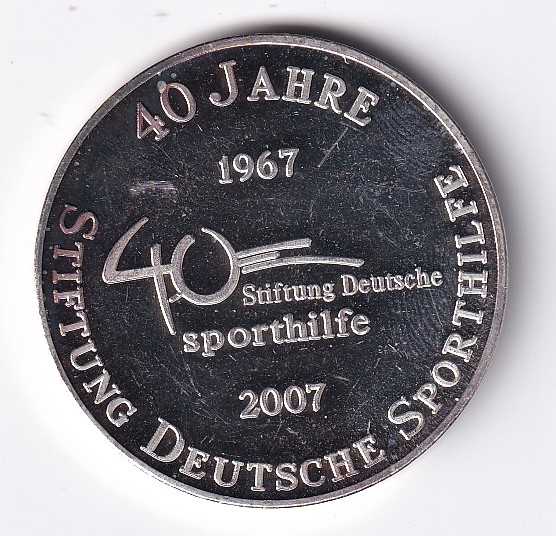 40 JAHRE
1967
40
Stiftung Deutsche
sporthilfe
2007
STIFTUNG DEUTSCHE SPORTHILFE